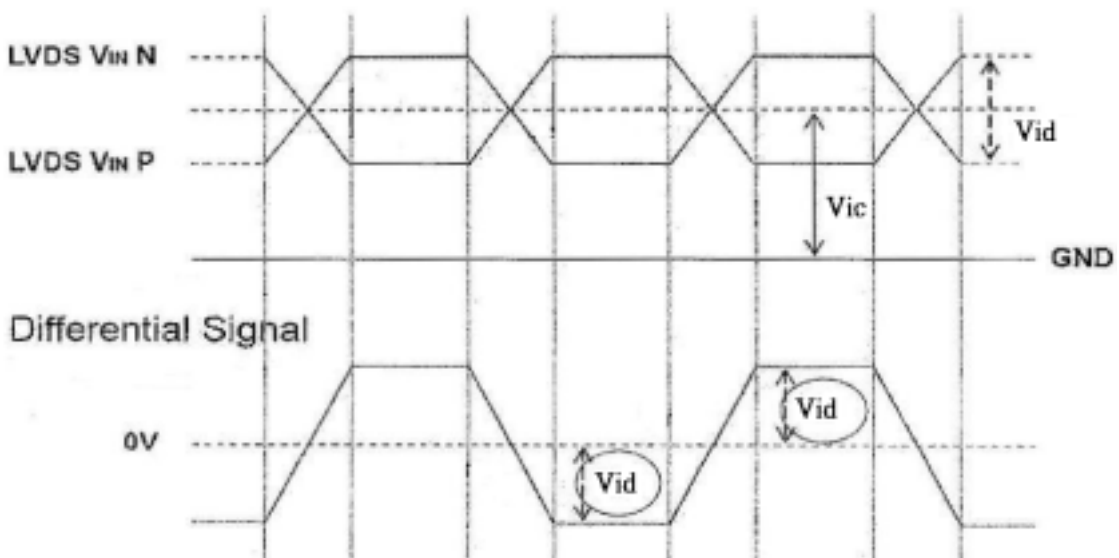 LVDS VIN N
Vid
LVDS VIN P
Vic
GND
Differential Signal
Vid
0V
Vid